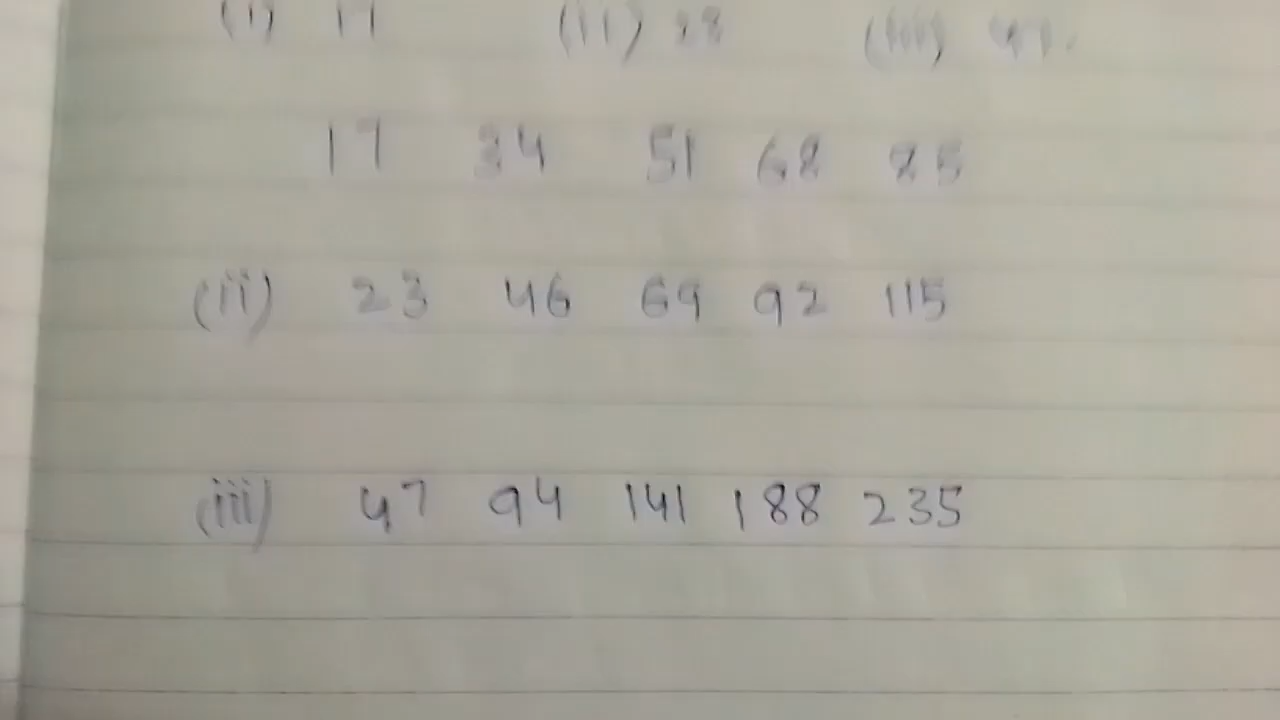 (i) 17 (ii) 23 (iii) 47.
17 34 51 68 85
(ii) 23 46 69 92 115
(iii) 47 94 141 188 235